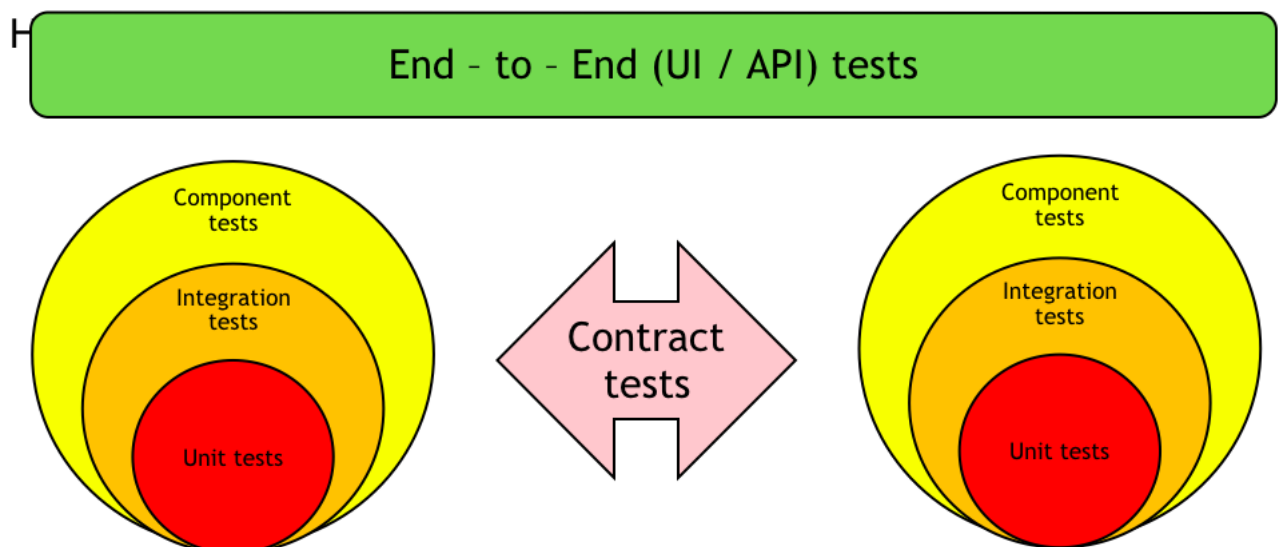 H
End - to - End (UI / API) tests
Component
tests
Integration
tests
Unit tests
Contract
tests
Component
tests
Integration
tests
Unit tests